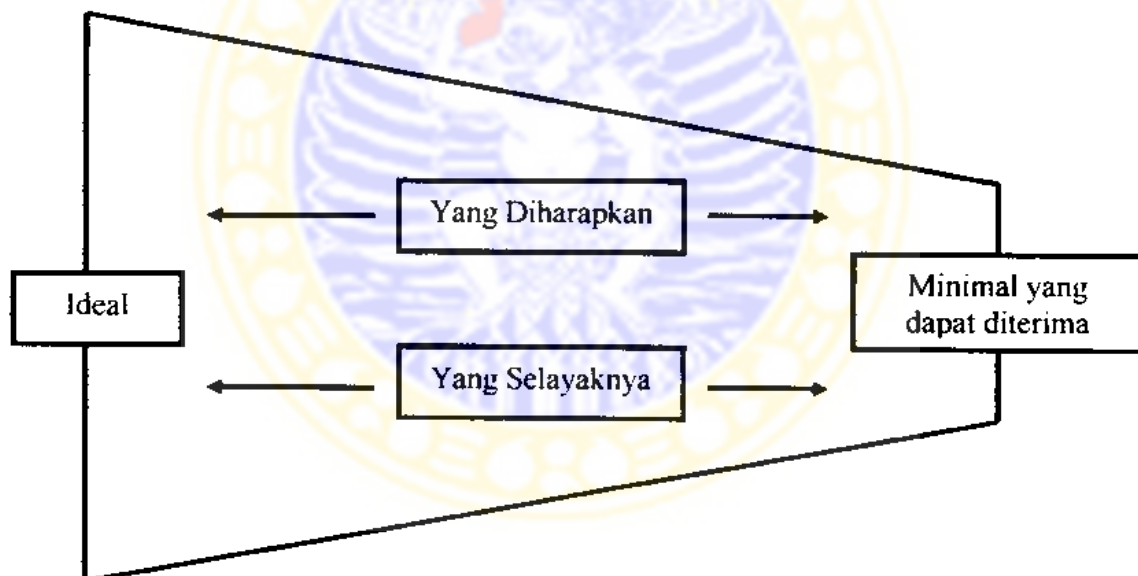 Yang Diharapkan
Ideal
Minimal yang
dapat diterima
Yang Selayaknya